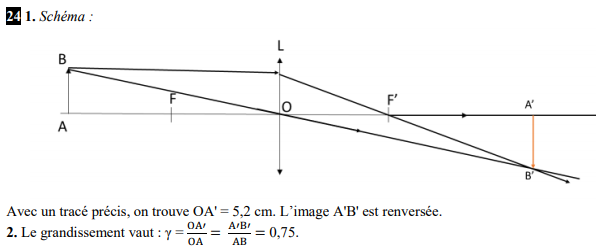 24 1. Schéma :
L
B
F
O
F'
A'
A
B'
Avec un tracé précis, on trouve OA' = 5,2 cm. L'image A'B' est renversée.
2. Le grandissement vaut : γ = OA′/OA = A′B′/AB = 0,75.